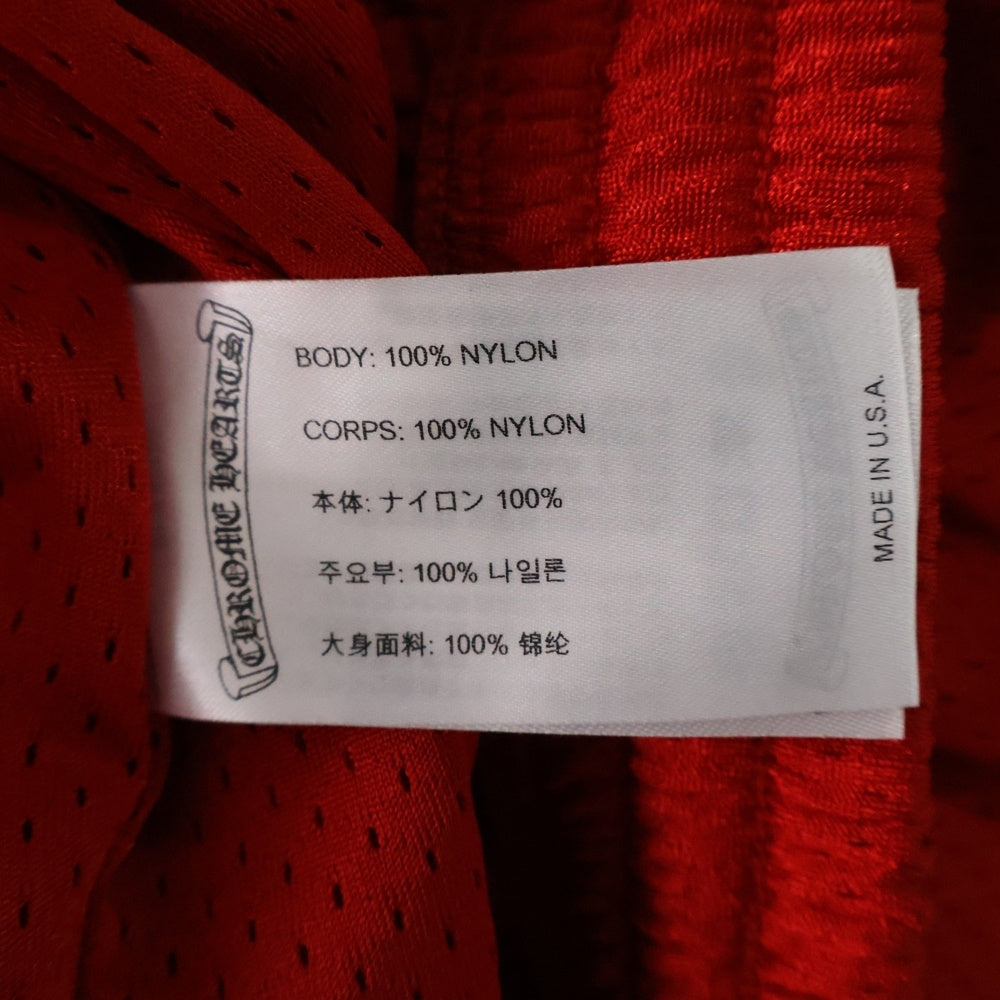 CHROME HEARTS
BODY: 100% NYLON
CORPS: 100% NYLON
本体: ナイロン 100%
주요부: 100% 나일론
大身面料: 100% 锦纶
MADE IN U.S.A.